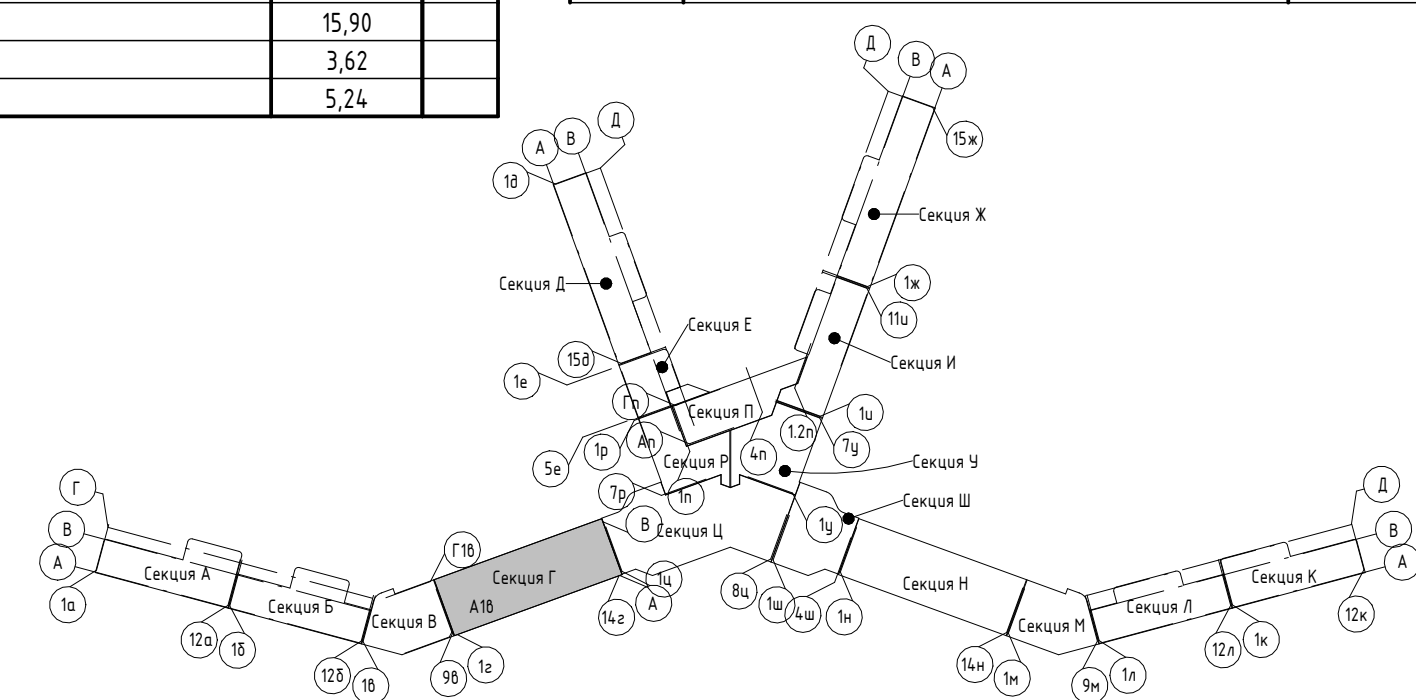 15,90
3,62
5,24
Д
В
А
15ж
Д
В
А
1д
Секция Ж
Секция Д
1ж
11и
Секция Е
15д
Секция И
1е
Гп
Секция П
1и
1.2п
Ап
1р
7у
4п
5е
Секция Р
Секция У
7р
1п
Г
Д
Секция Ш
В
В
Секция Ц
1у
В
Г1в
А
Секция А
Секция Г
1ц
А
Секция К
А
Секция Н
8ц
1а
Секция Б
А1в
1ш
4ш
1н
Секция Л
12к
14г
Секция В
Секция М
12а
1б
12л
1к
12б
1в
9в
1г
14н
1м
9м
1л